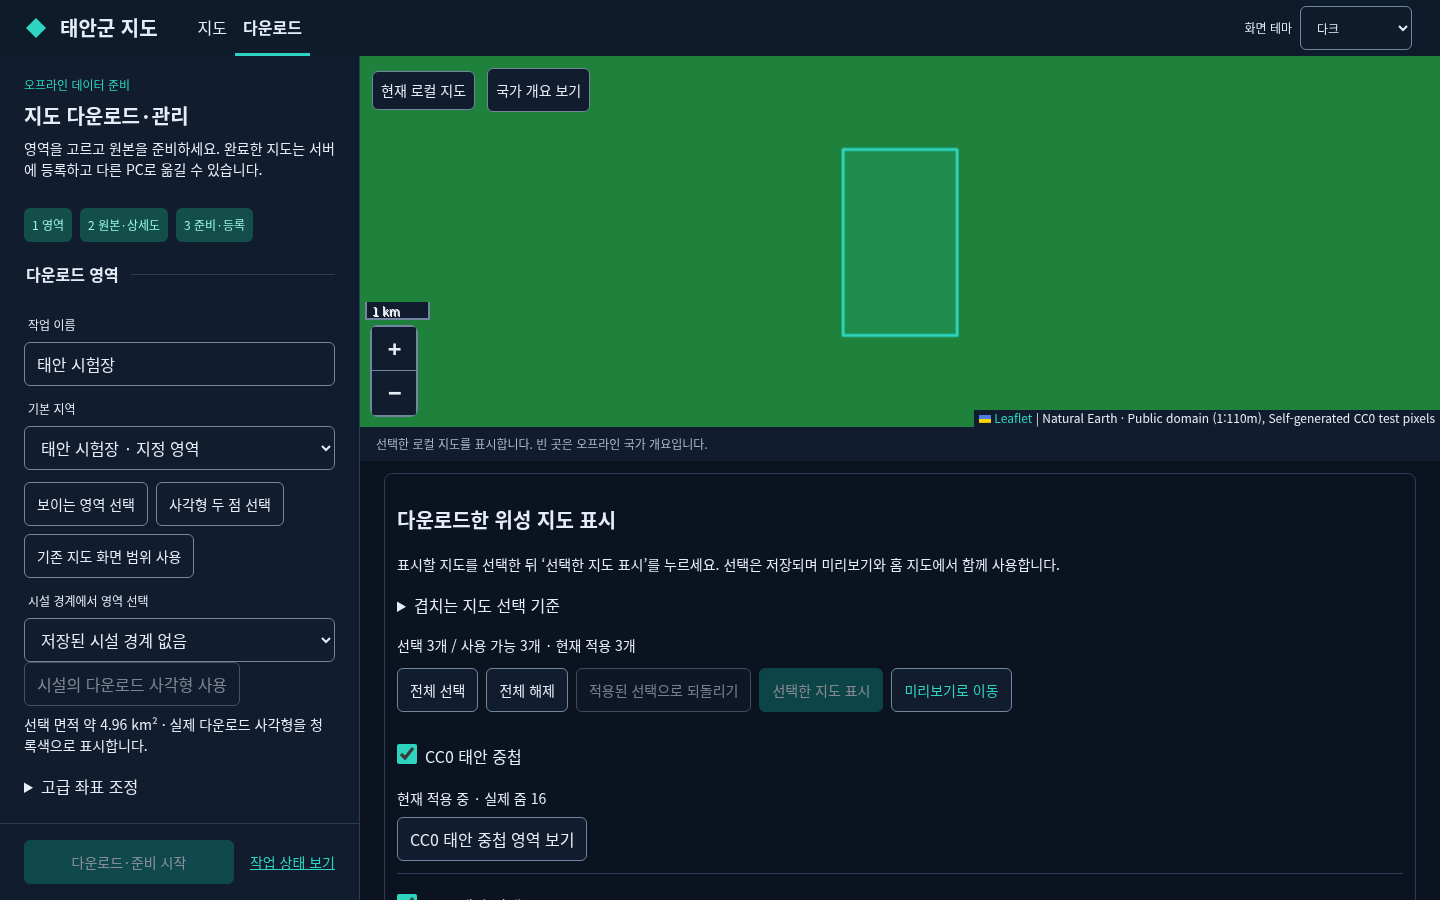 태안군 지도
지도
다운로드
화면 테마
다크
오프라인 데이터 준비
지도 다운로드·관리
영역을 고르고 원본을 준비하세요. 완료한 지도는 서버
에 등록하고 다른 PC로 옮길 수 있습니다.
1 영역
2 원본·상세도
3 준비·등록
다운로드 영역
작업 이름
태안 시험장
기본 지역
태안 시험장 · 지정 영역
보이는 영역 선택
사각형 두 점 선택
기존 지도 화면 범위 사용
시설 경계에서 영역 선택
저장된 시설 경계 없음
시설의 다운로드 사각형 사용
선택 면적 약 4.96 km² · 실제 다운로드 사각형을 청
록색으로 표시합니다.
고급 좌표 조정
다운로드·준비 시작
작업 상태 보기
현재 로컬 지도
국가 개요 보기
1 km
+
−
Leaflet | Natural Earth · Public domain (1:110m), Self-generated CC0 test pixels
선택한 로컬 지도를 표시합니다. 빈 곳은 오프라인 국가 개요입니다.
다운로드한 위성 지도 표시
표시할 지도를 선택한 뒤 ‘선택한 지도 표시’를 누르세요. 선택은 저장되며 미리보기와 홈 지도에서 함께 사용합니다.
겹치는 지도 선택 기준
선택 3개 / 사용 가능 3개 · 현재 적용 3개
전체 선택
전체 해제
적용된 선택으로 되돌리기
선택한 지도 표시
미리보기로 이동
CC0 태안 중첩
현재 적용 중 · 실제 줌 16
CC0 태안 중첩 영역 보기